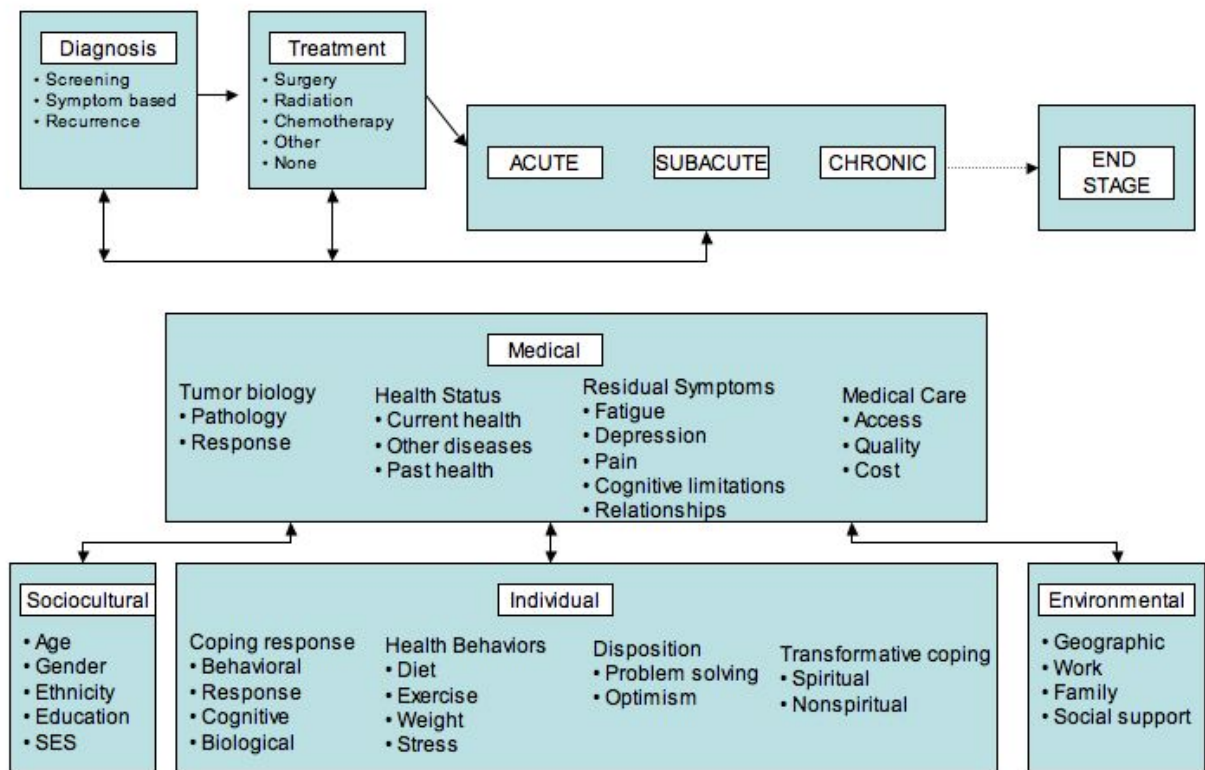 Diagnosis
• Screening
• Symptom based
• Recurrence
Treatment
• Surgery
• Radiation
• Chemotherapy
• Other
• None
ACUTE
SUBACUTE
CHRONIC
END
STAGE
Medical
Tumor biology
• Pathology
• Response
Health Status
• Current health
• Other diseases
• Past health
Residual Symptoms
• Fatigue
• Depression
• Pain
• Cognitive limitations
• Relationships
Medical Care
• Access
• Quality
• Cost
Sociocultural
• Age
• Gender
• Ethnicity
• Education
• SES
Individual
Coping response
• Behavioral
• Response
• Cognitive
• Biological
Health Behaviors
• Diet
• Exercise
• Weight
• Stress
Disposition
• Problem solving
• Optimism
Transformative coping
• Spiritual
• Nonspiritual
Environmental
• Geographic
• Work
• Family
• Social support